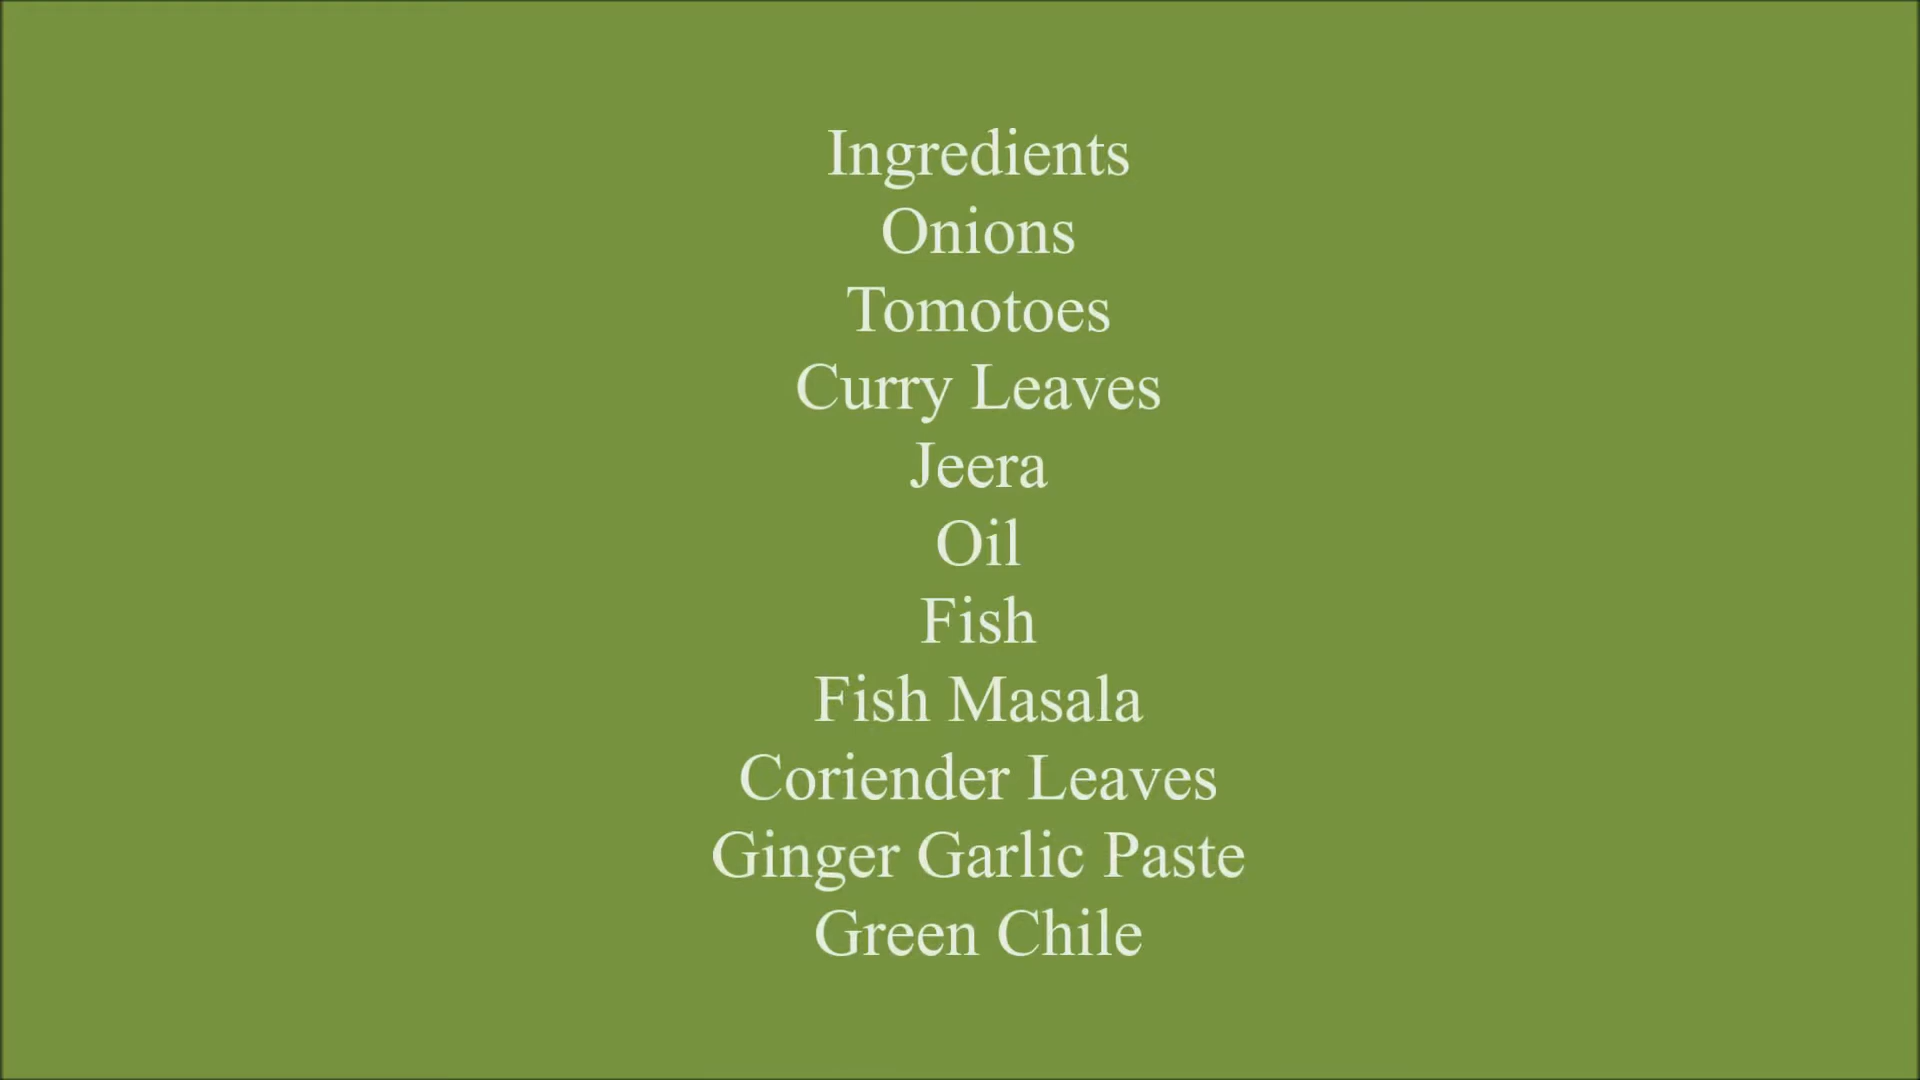 Ingredients
Onions
Tomotoes
Curry Leaves
Jeera
Oil
Fish
Fish Masala
Coriender Leaves
Ginger Garlic Paste
Green Chile